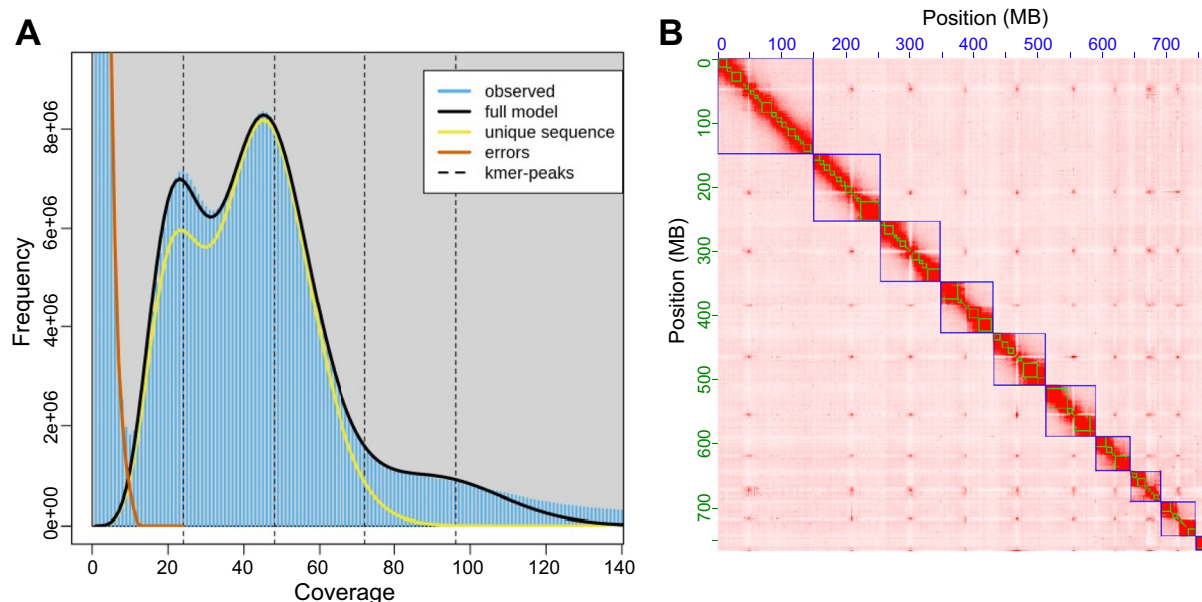 A
Frequency
0e+00 2e+06 4e+06 6e+06 8e+06
observed
full model
unique sequence
errors
kmer-peaks
0 20 40 60 80 100 120 140
Coverage
B
Position (MB)
0 100 200 300 400 500 600 700
Position (MB)
0 100 200 300 400 500 600 700